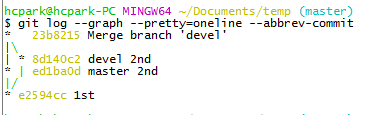 hcpark@hcpark-PC MINGW64 ~/Documents/temp (master)
$ git log --graph --pretty=oneline --abbrev-commit
*   23b8215 Merge branch 'devel'
|\
| * 8d140c2 devel 2nd
* | ed1ba0d master 2nd
|/
* e2594cc 1st